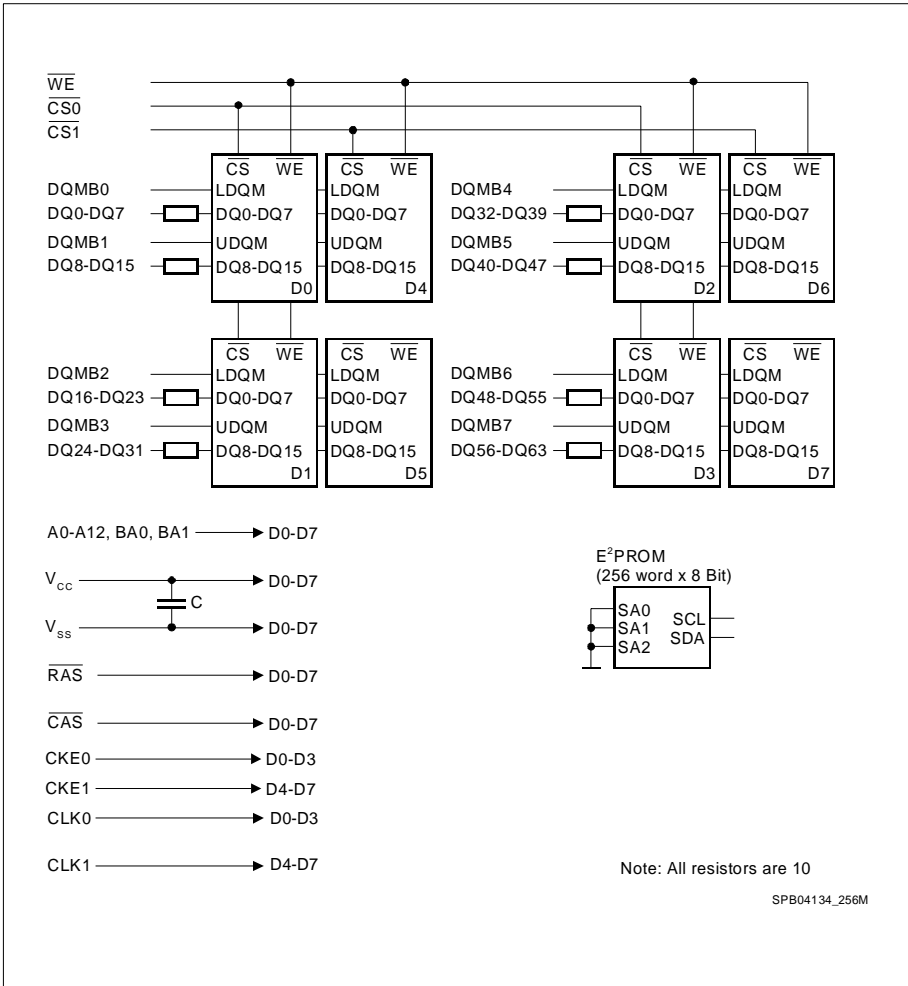 WE
CS0
CS1
CS WE CS WE CS WE CS WE
DQMB0 LDQM LDQM DQMB4 LDQM LDQM
DQ0-DQ7 DQ0-DQ7 DQ0-DQ7 DQ32-DQ39 DQ0-DQ7 DQ0-DQ7
DQMB1 UDQM UDQM DQMB5 UDQM UDQM
DQ8-DQ15 DQ8-DQ15 DQ8-DQ15 DQ40-DQ47 DQ8-DQ15 DQ8-DQ15
D0 D4 D2 D6
CS WE CS WE CS WE CS WE
DQMB2 LDQM LDQM DQMB6 LDQM LDQM
DQ16-DQ23 DQ0-DQ7 DQ0-DQ7 DQ48-DQ55 DQ0-DQ7 DQ0-DQ7
DQMB3 UDQM UDQM DQMB7 UDQM UDQM
DQ24-DQ31 DQ8-DQ15 DQ8-DQ15 DQ56-DQ63 DQ8-DQ15 DQ8-DQ15
D1 D5 D3 D7
A0-A12, BA0, BA1 D0-D7
VCC D0-D7
C
VSS D0-D7
RAS D0-D7
CAS D0-D7
CKE0 D0-D3
CKE1 D4-D7
CLK0 D0-D3
CLK1 D4-D7
E²PROM
(256 word x 8 Bit)
SA0
SA1
SA2
SCL
SDA
Note: All resistors are 10
SPB04134_256M